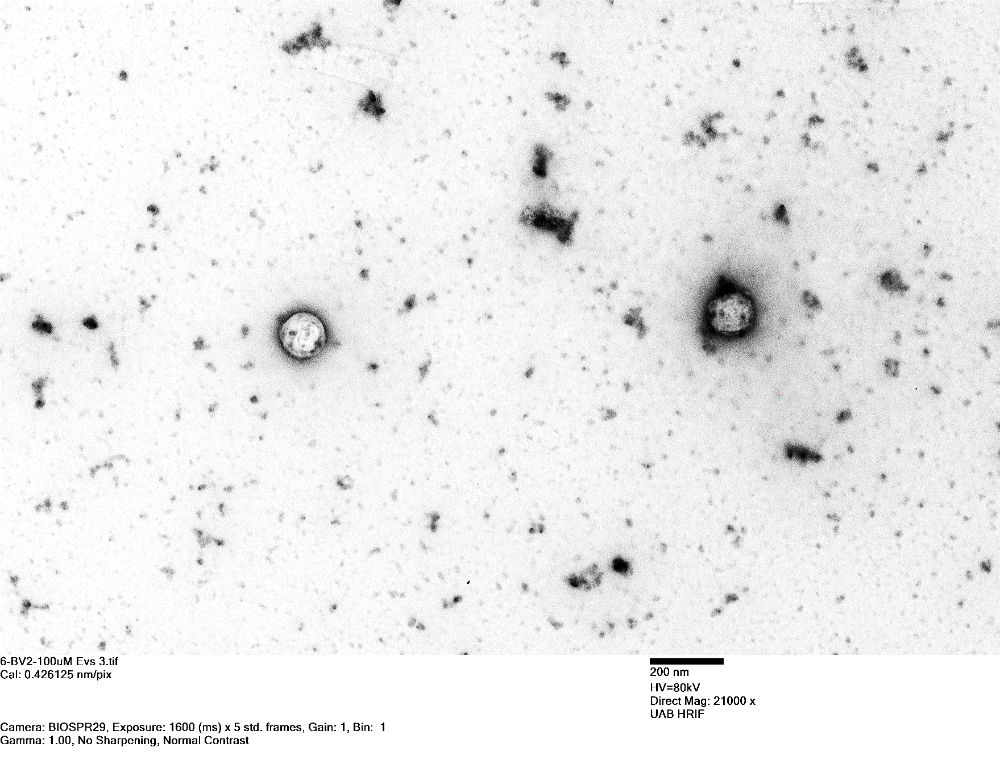 6-BV2-100uM Evs 3.tif
Cal: 0.426125 nm/pix
200 nm
HV=80kV
Direct Mag: 21000 x
UAB HRIF
Camera: BIOSPR29, Exposure: 1600 (ms) x 5 std. frames, Gain: 1, Bin:  1
Gamma: 1.00, No Sharpening, Normal Contrast